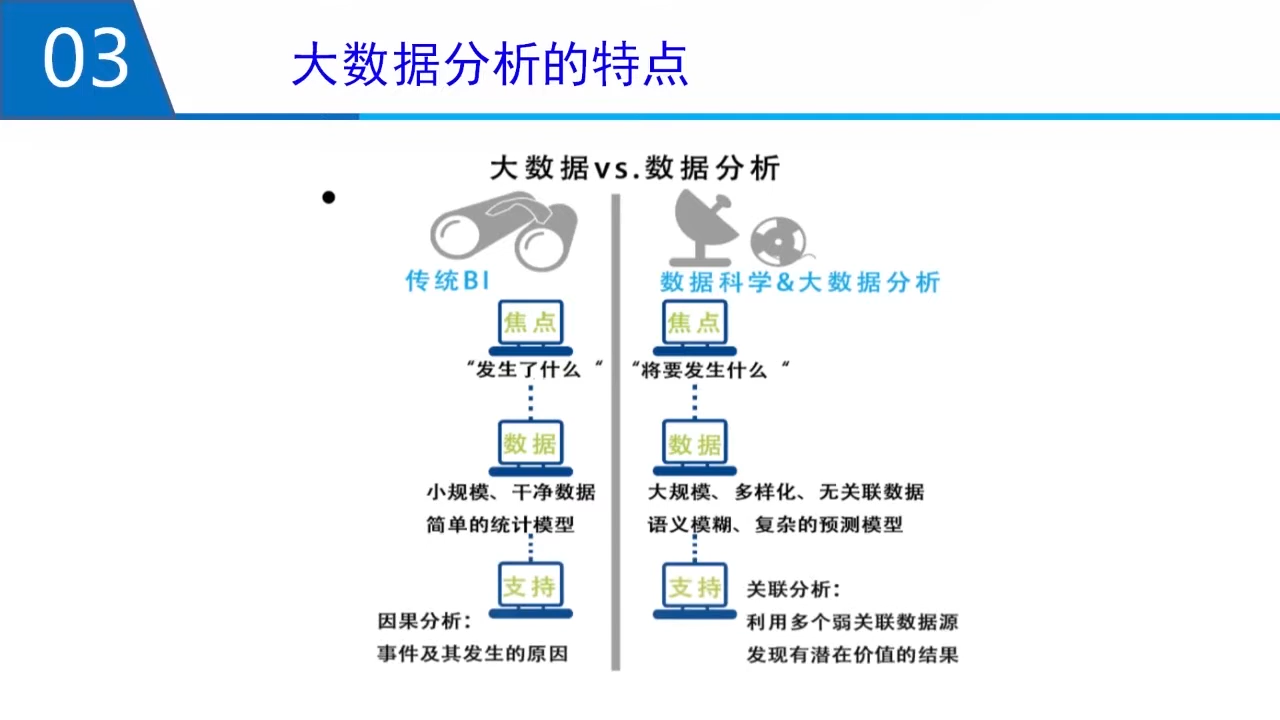 03
大数据分析的特点
大数据vs.数据分析
传统BI
焦点
“发生了什么 “
数据
小规模、干净数据
简单的统计模型
支持
因果分析：
事件及其发生的原因
数据科学&大数据分析
焦点
“将要发生什么 “
数据
大规模、多样化、无关联数据
语义模糊、复杂的预测模型
支持
关联分析：
利用多个弱关联数据源
发现有潜在价值的结果